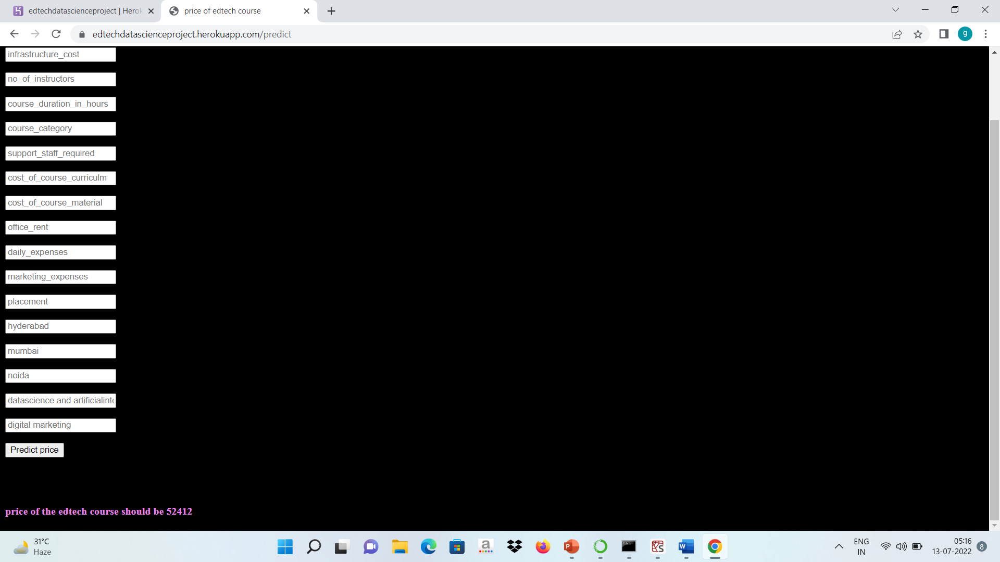 edtechdatascienceproject | Herok
price of edtech course
edtechdatascienceproject.herokuapp.com/predict
g
infrastructure_cost
no_of_instructors
course_duration_in_hours
course_category
support_staff_required
cost_of_course_curriculm
cost_of_course_material
office_rent
daily_expenses
marketing_expenses
placement
hyderabad
mumbai
noida
datascience and artificialinte
digital marketing
Predict price
price of the edtech course should be 52412
31°C
Haze
ENG
IN
05:16
13-07-2022
8